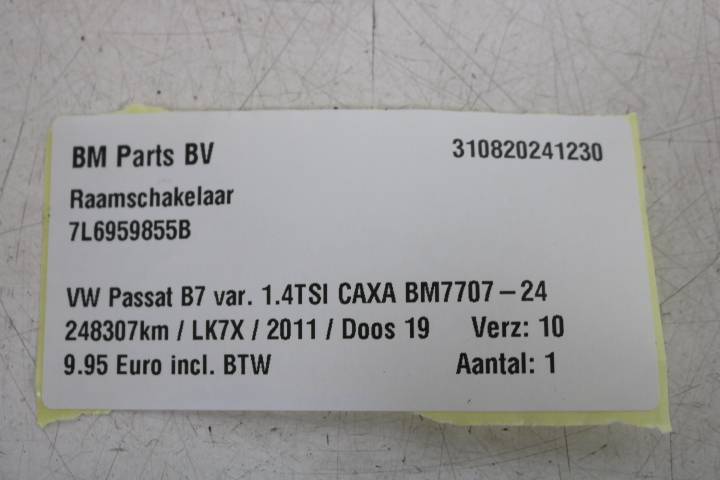 BM Parts BV 310820241230
Raamschakelaar
7L6959855B
VW Passat B7 var. 1.4TSI CAXA BM7707-24
248307km / LK7X / 2011 / Doos 19 Verz: 10
9.95 Euro incl. BTW Aantal: 1